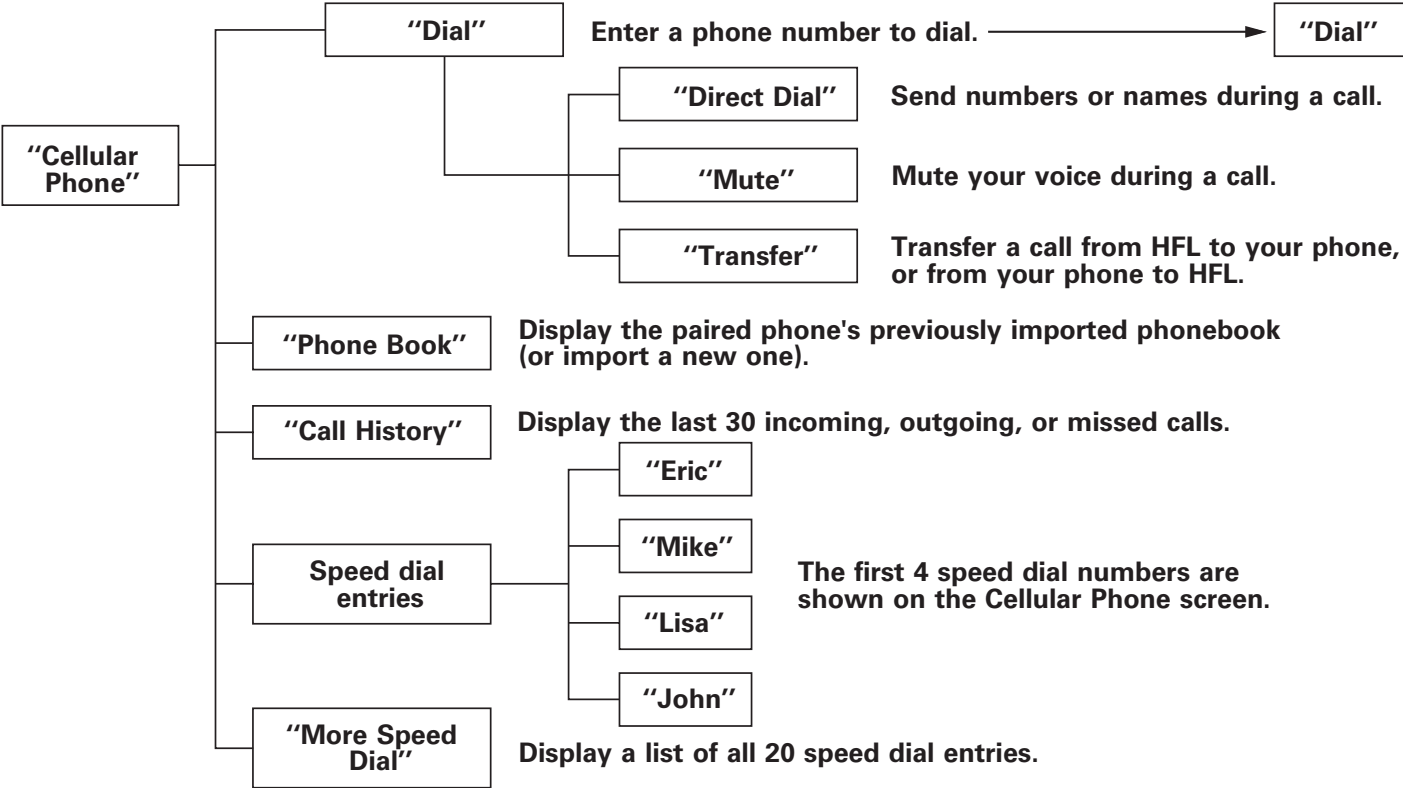 "Dial"
Enter a phone number to dial.
"Dial"
"Direct Dial"
Send numbers or names during a call.
"Cellular
Phone"
"Mute"
Mute your voice during a call.
"Transfer"
Transfer a call from HFL to your phone,
or from your phone to HFL.
"Phone Book"
Display the paired phone's previously imported phonebook
(or import a new one).
"Call History"
Display the last 30 incoming, outgoing, or missed calls.
"Eric"
"Mike"
Speed dial
entries
The first 4 speed dial numbers are
shown on the Cellular Phone screen.
"Lisa"
"John"
"More Speed
Dial"
Display a list of all 20 speed dial entries.